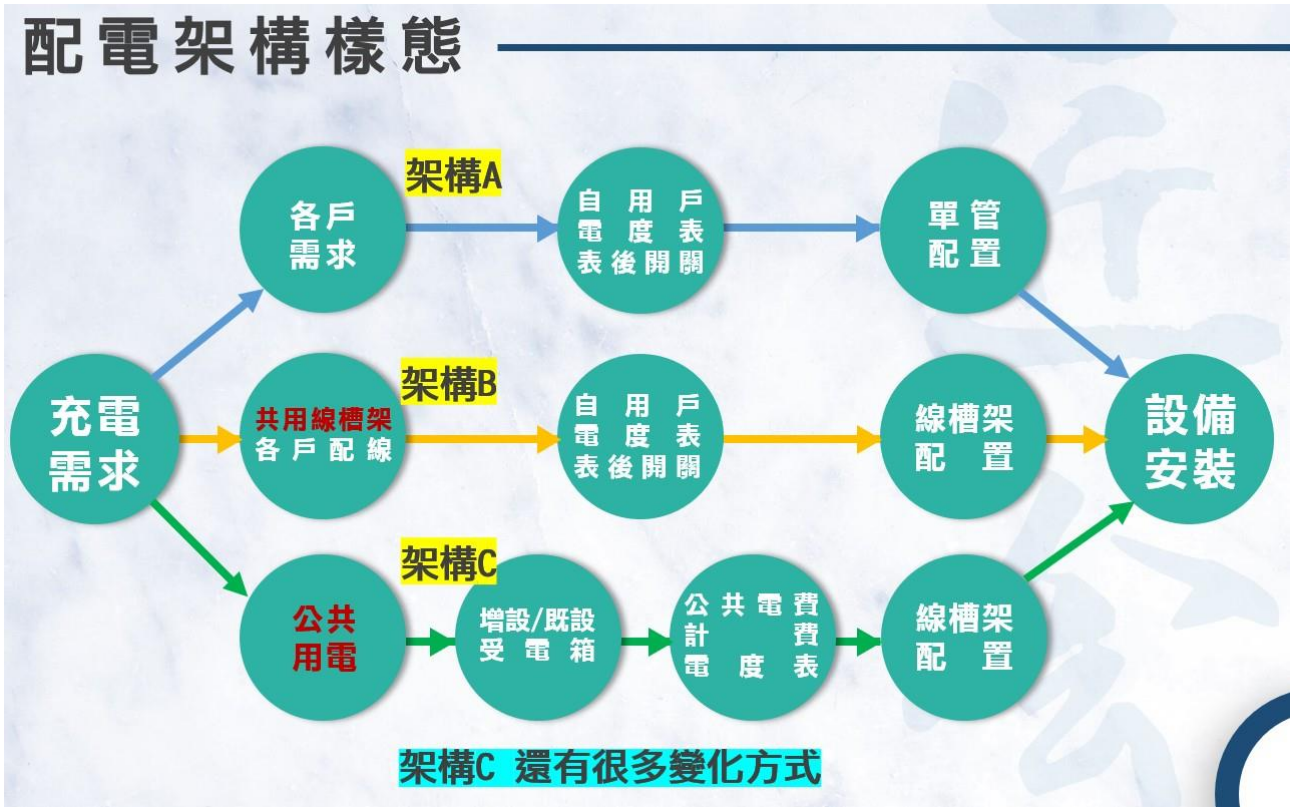 配電架構樣態
架構A
各戶
需求
自用戶
電度表
表後開關
單管
配置
充電
需求
架構B
共用線槽架
各戶配線
自用戶
電度表
表後開關
線槽架
配置
設備
安裝
架構C
公共
用電
增設/既設
受電箱
公共電費
計費
電度表
線槽架
配置
架構C 還有很多變化方式